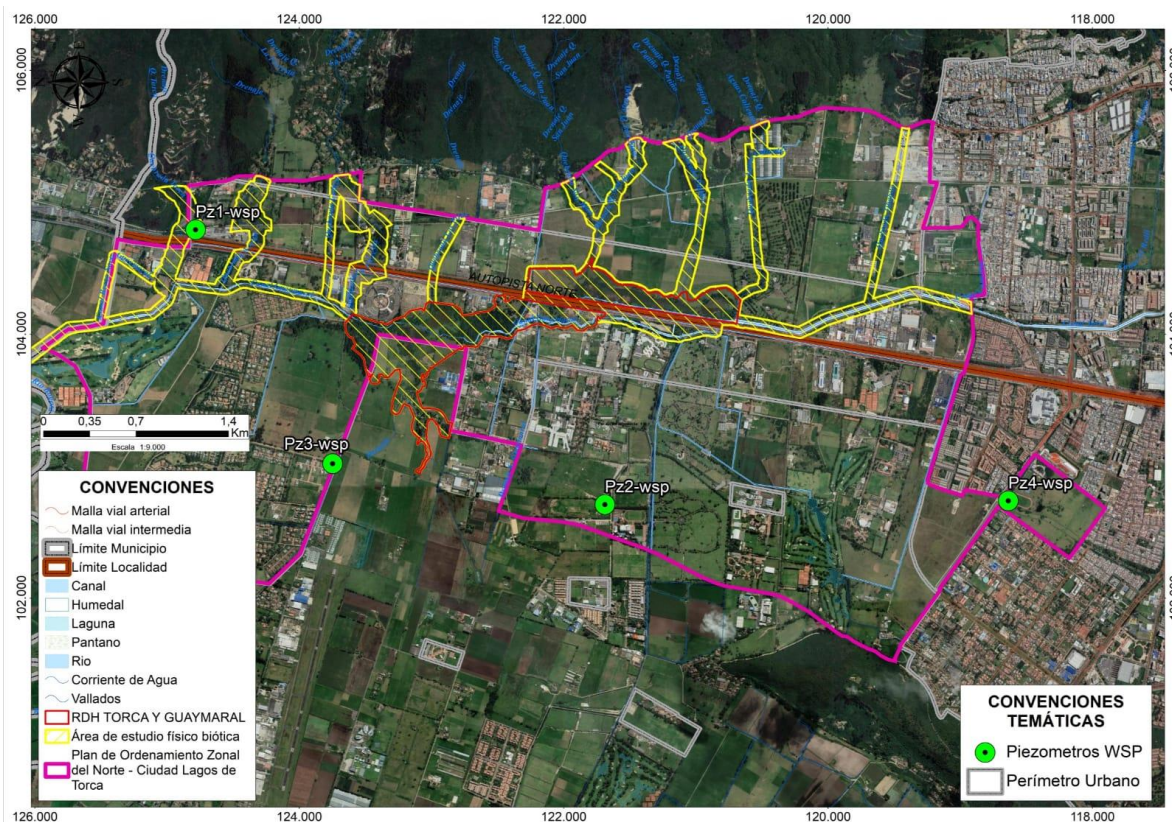 126.000 124.000 122.000 120.000 118.000
106.000
Pz1-wsp
AUTOPISTA NORTE
104.000
0 0,35 0,7 1,4
Km
Escala 1:9.000
Pz3-wsp
Pz2-wsp
Pz4-wsp
102.000
CONVENCIONES
Malla vial arterial
Malla vial intermedia
Límite Municipio
Límite Localidad
Canal
Humedal
Laguna
Pantano
Rio
Corriente de Agua
Vallados
RDH TORCA Y GUAYMARAL
Área de estudio físico biótica
Plan de Ordenamiento Zonal
del Norte - Ciudad Lagos de
Torca
CONVENCIONES
TEMÁTICAS
Piezometros WSP
Perímetro Urbano
126.000 124.000 122.000 120.000 118.000